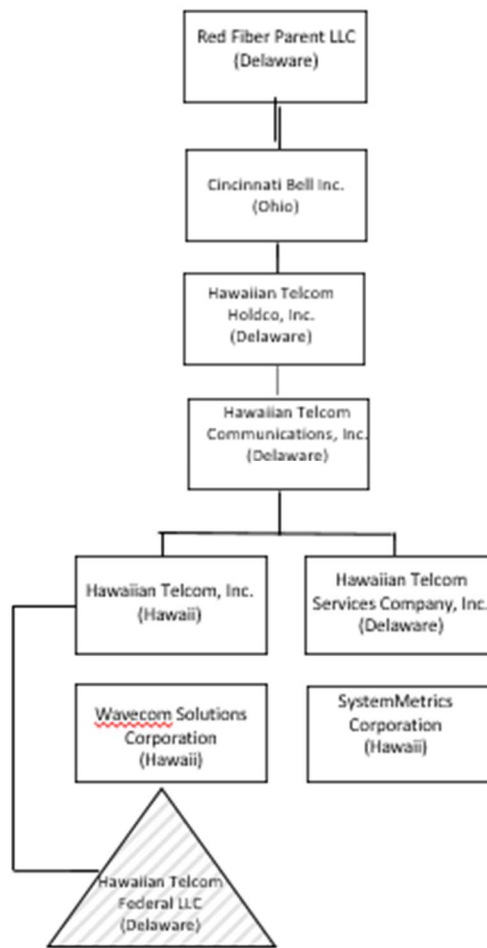 Red Fiber Parent LLC
(Delaware)
Cincinnati Bell Inc.
(Ohio)
Hawaiian Telcom
Holdco, Inc.
(Delaware)
Hawaiian Telcom
Communications, Inc.
(Delaware)
Hawaiian Telcom, Inc.
(Hawaii)
Hawaiian Telcom
Services Company, Inc.
(Delaware)
Wavecom Solutions
Corporation
(Hawaii)
SystemMetrics
Corporation
(Hawaii)
Hawaiian Telcom
Federal LLC
(Delaware)